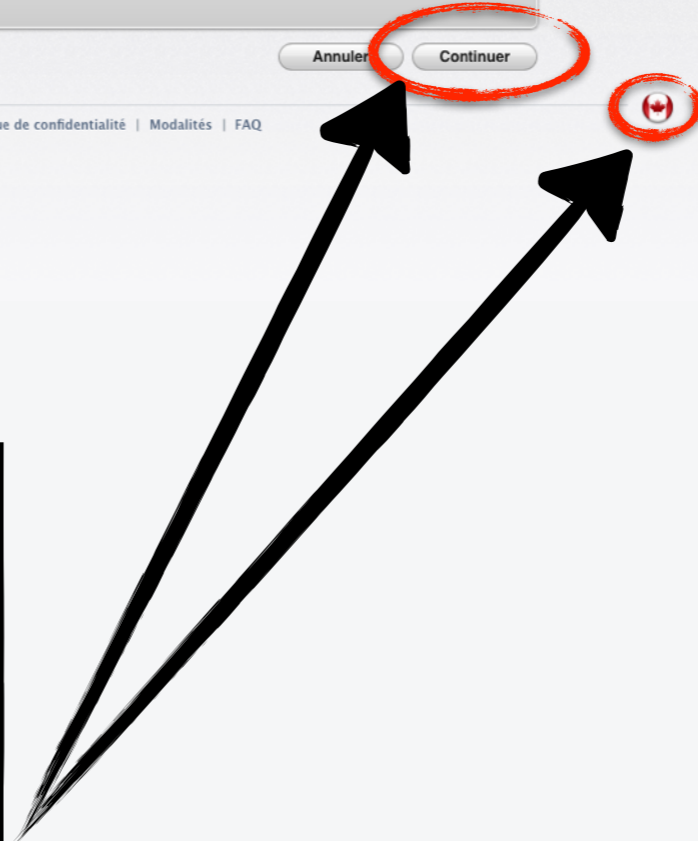 Annuler Continuer
de confidentialité | Modalités | FAQ